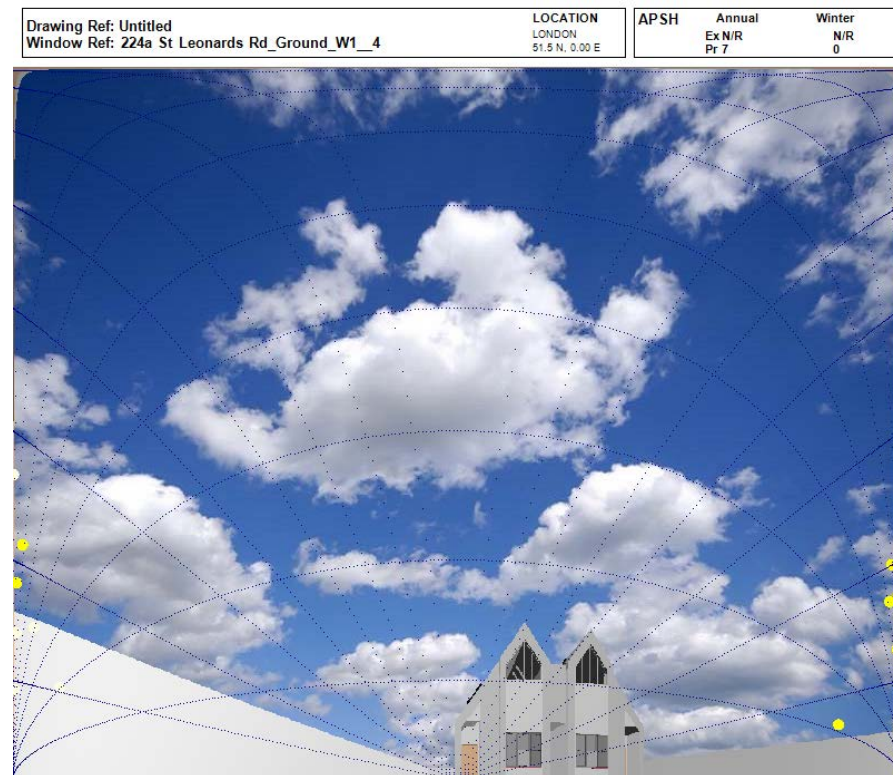 Drawing Ref: Untitled
Window Ref: 224a St Leonards Rd_Ground_W1__4
LOCATION
LONDON
51.5 N, 0.00 E
APSH Annual Winter
Ex N/R N/R
Pr 7 0